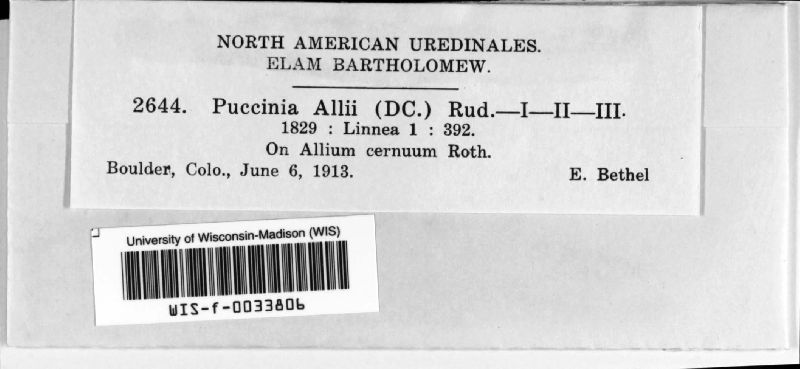 NORTH AMERICAN UREDINALES.
ELAM BARTHOLOMEW.
2644. Puccinia Allii (DC.) Rud.—I—II—III.
1829 : Linnea 1 : 392.
On Allium cernuum Roth.
Boulder, Colo., June 6, 1913. E. Bethel
University of Wisconsin-Madison (WIS)
WIS-f-0033806